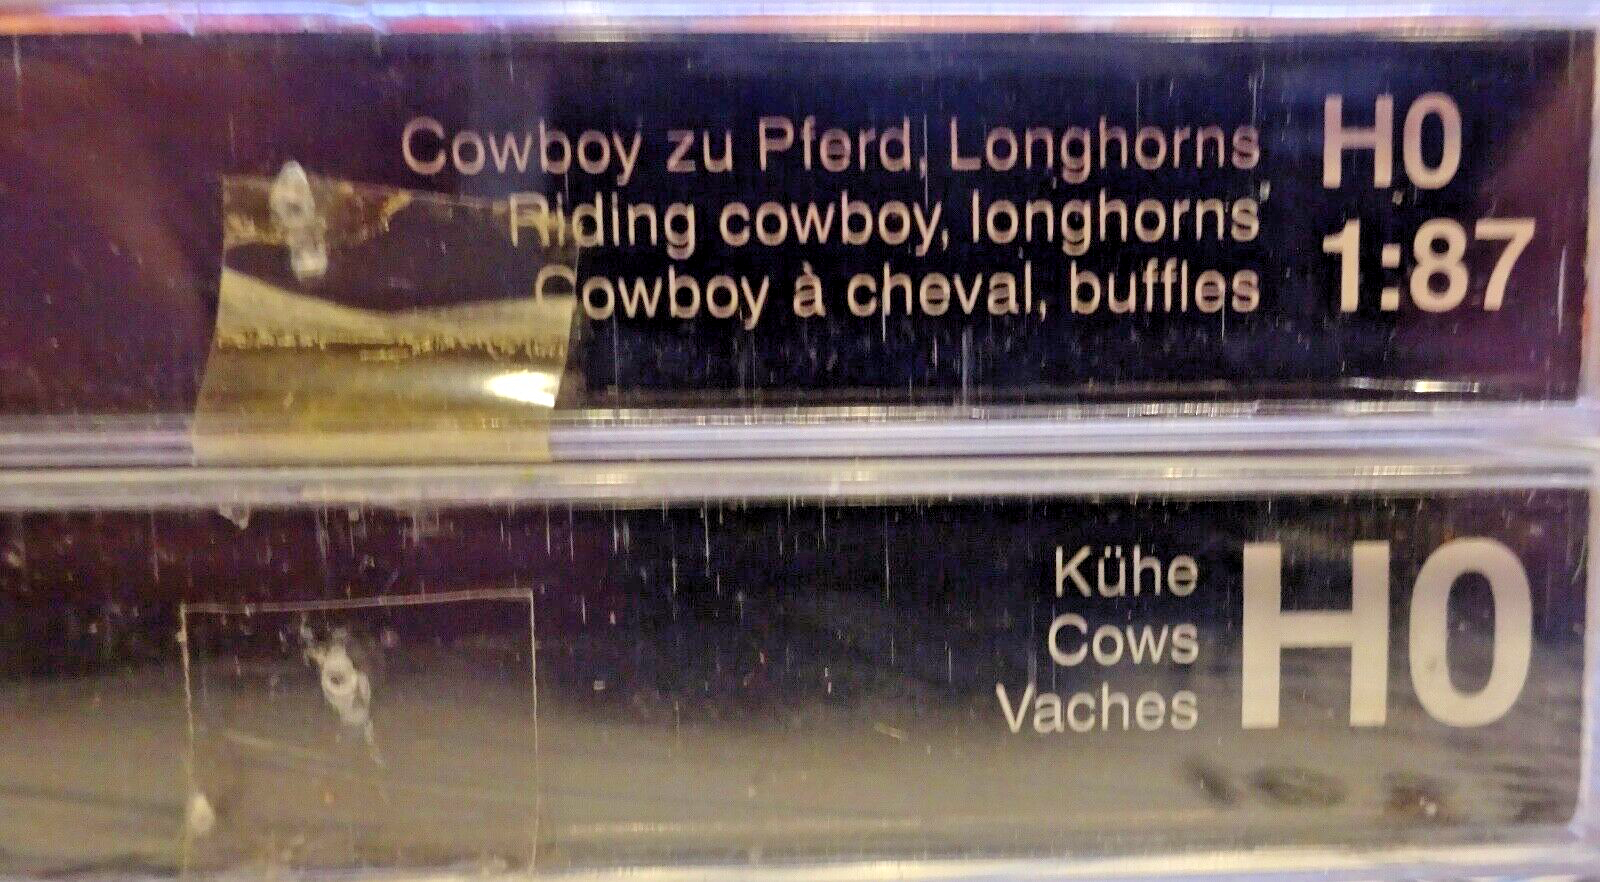 Cowboy zu Pferd, Longhorns
Riding cowboy, longhorns
Cowboy à cheval, buffles
H0
1:87
Kühe
Cows
Vaches
H0